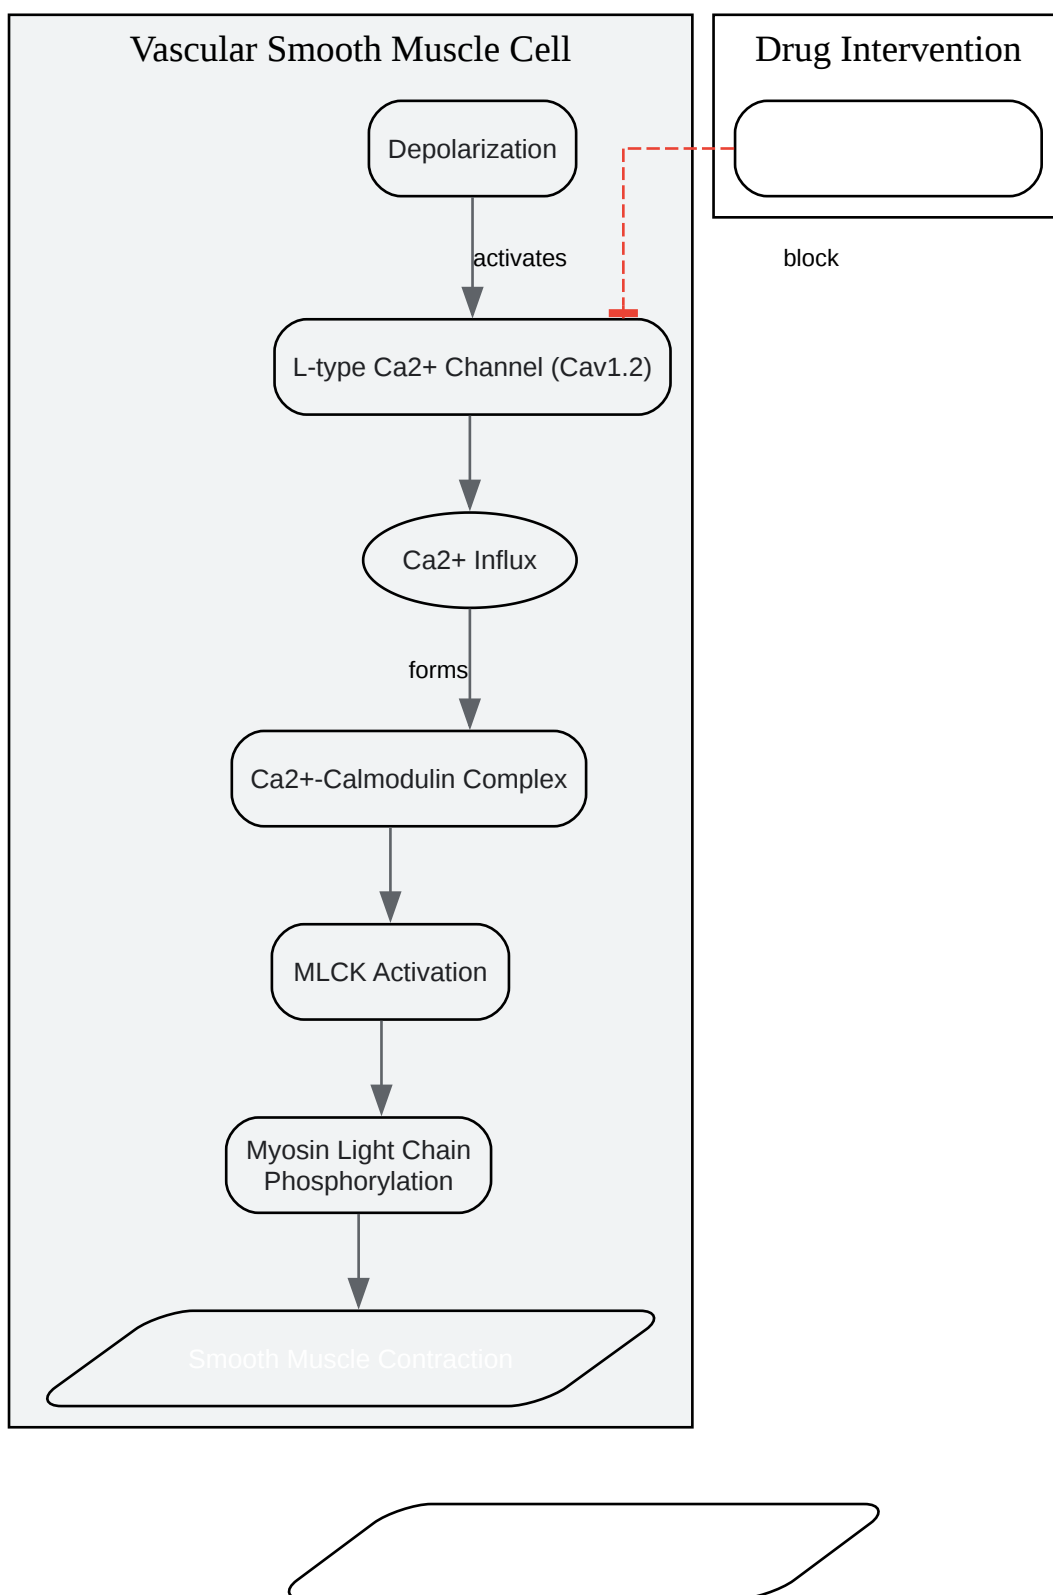 Vascular Smooth Muscle Cell
Drug Intervention
Depolarization
activates
block
L-type Ca2+ Channel (Cav1.2)
Ca2+ Influx
forms
Ca2+-Calmodulin Complex
MLCK Activation
Myosin Light Chain
Phosphorylation
Smooth Muscle Contraction